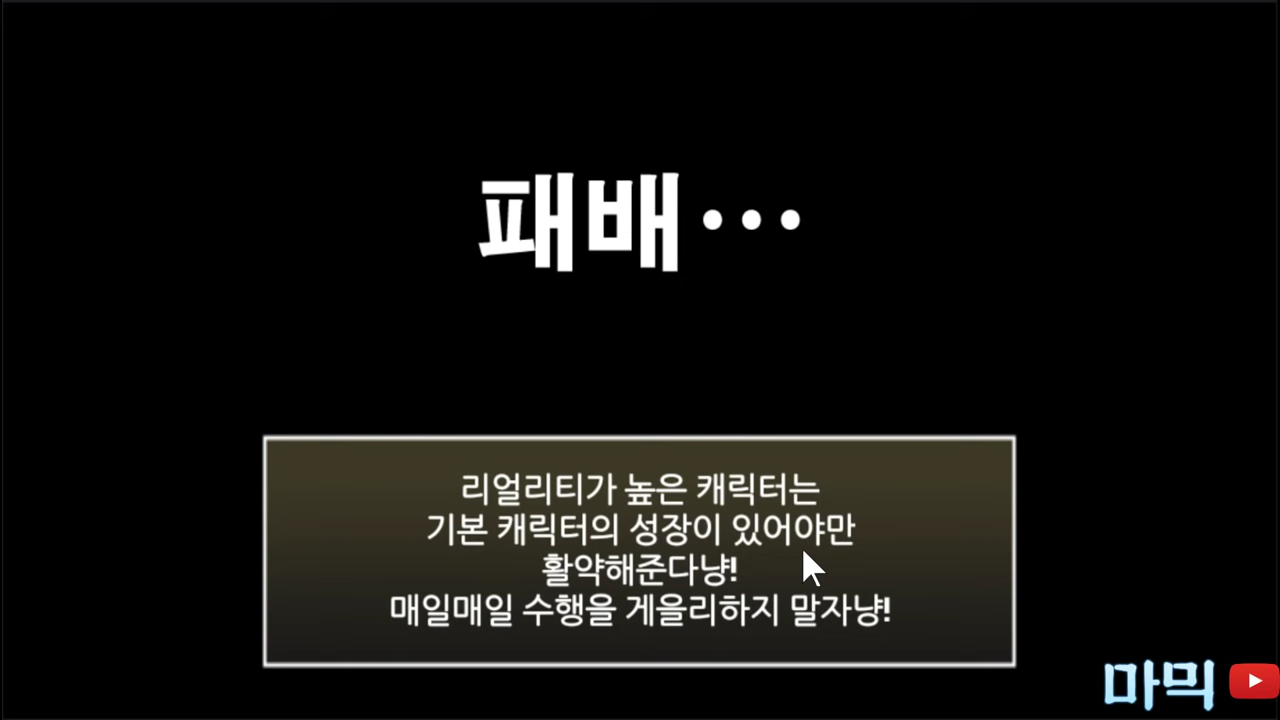 패배…
리얼리티가 높은 캐릭터는
기본 캐릭터의 성장이 있어야만
활약해준다냥!
매일매일 수행을 게을리하지 말자냥!
마믹